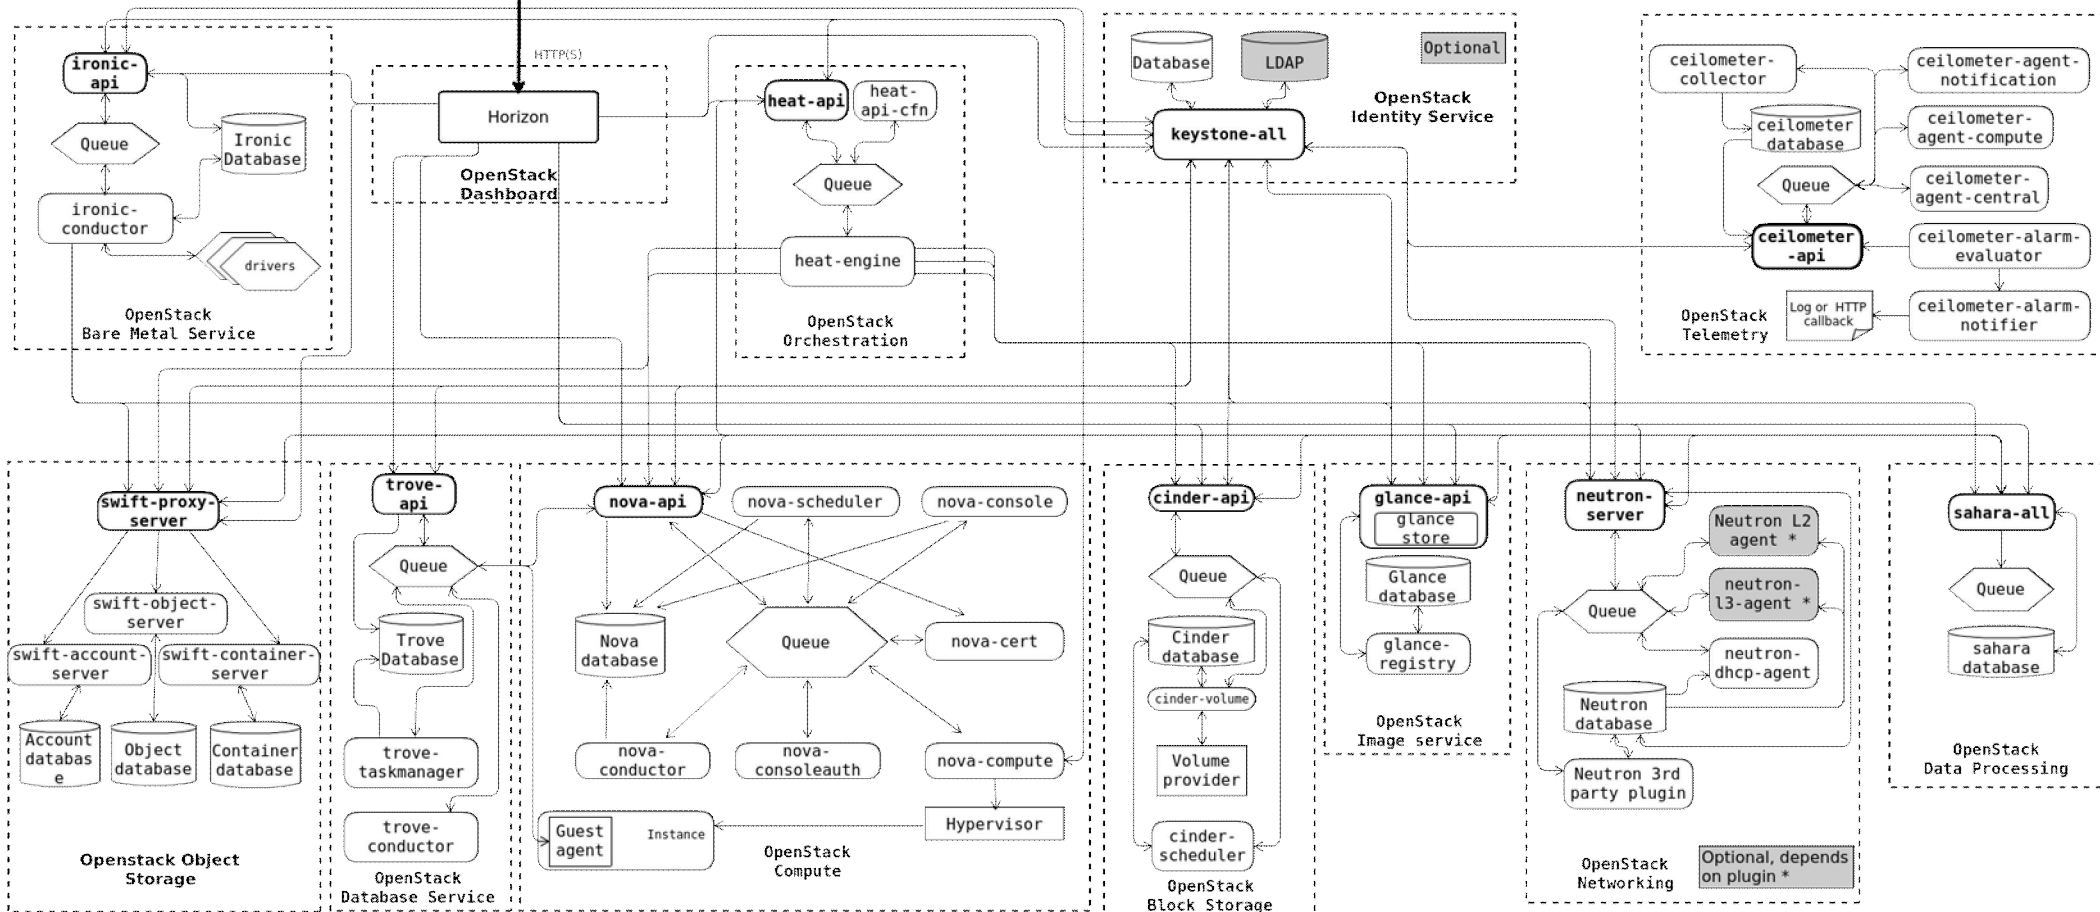 HTTP(S)
ironic-
api
Queue
Ironic
Database
ironic-
conductor
drivers
OpenStack
Bare Metal Service
Horizon
OpenStack
Dashboard
heat-api
heat-
api-cfn
Queue
heat-engine
OpenStack
Orchestration
Database
LDAP
Optional
OpenStack
Identity Service
keystone-all
ceilometer-
collector
ceilometer-agent-
notification
ceilometer
database
ceilometer-
agent-compute
Queue
ceilometer-
agent-central
ceilometer
-api
ceilometer-alarm-
evaluator
Log or HTTP
callback
ceilometer-alarm-
notifier
OpenStack
Telemetry
swift-proxy-
server
swift-object-
server
swift-account-
server
swift-container-
server
Account
databas
e
Object
database
Container
database
Openstack Object
Storage
trove-
api
Queue
Trove
Database
trove-
taskmanager
trove-
conductor
OpenStack
Database Service
nova-api
nova-scheduler
nova-console
Nova
database
Queue
nova-cert
nova-
conductor
nova-
consoleauth
nova-compute
Guest
agent
Instance
Hypervisor
OpenStack
Compute
cinder-api
Queue
Cinder
database
cinder-volume
Volume
provider
cinder-
scheduler
OpenStack
Block Storage
glance-api
glance
store
Glance
database
glance-
registry
OpenStack
Image service
neutron-
server
Neutron L2
agent *
neutron-
l3-agent *
Queue
neutron-
dhcp-agent
Neutron
database
Neutron 3rd
party plugin
OpenStack
Networking
Optional, depends
on plugin *
sahara-all
Queue
sahara
database
OpenStack
Data Processing